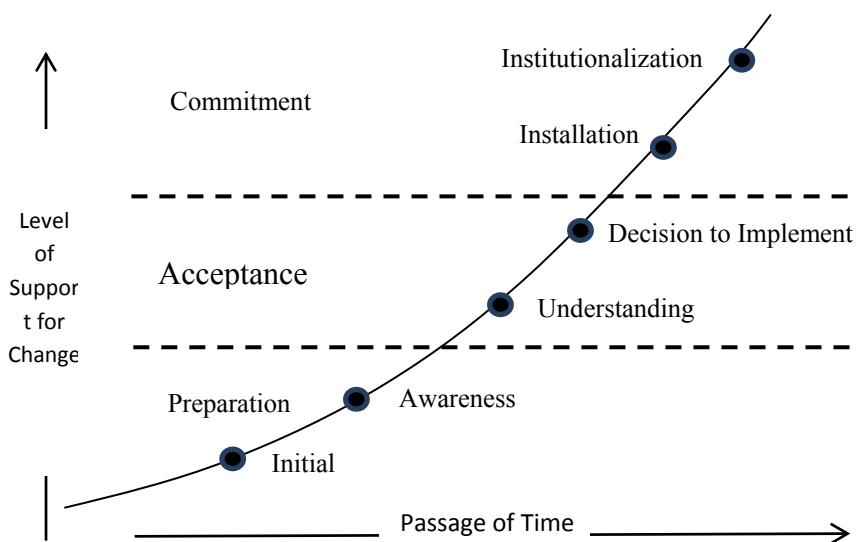 Institutionalization
Commitment
Installation
Level
of
Suppor
t for
Change
Decision to Implement
Acceptance
Understanding
Preparation
Awareness
Initial
Passage of Time